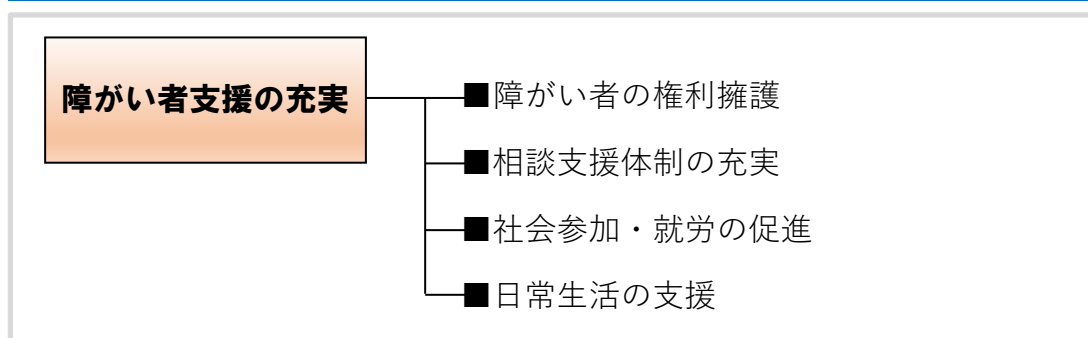 障がい者支援の充実
■障がい者の権利擁護
■相談支援体制の充実
■社会参加・就労の促進
■日常生活の支援